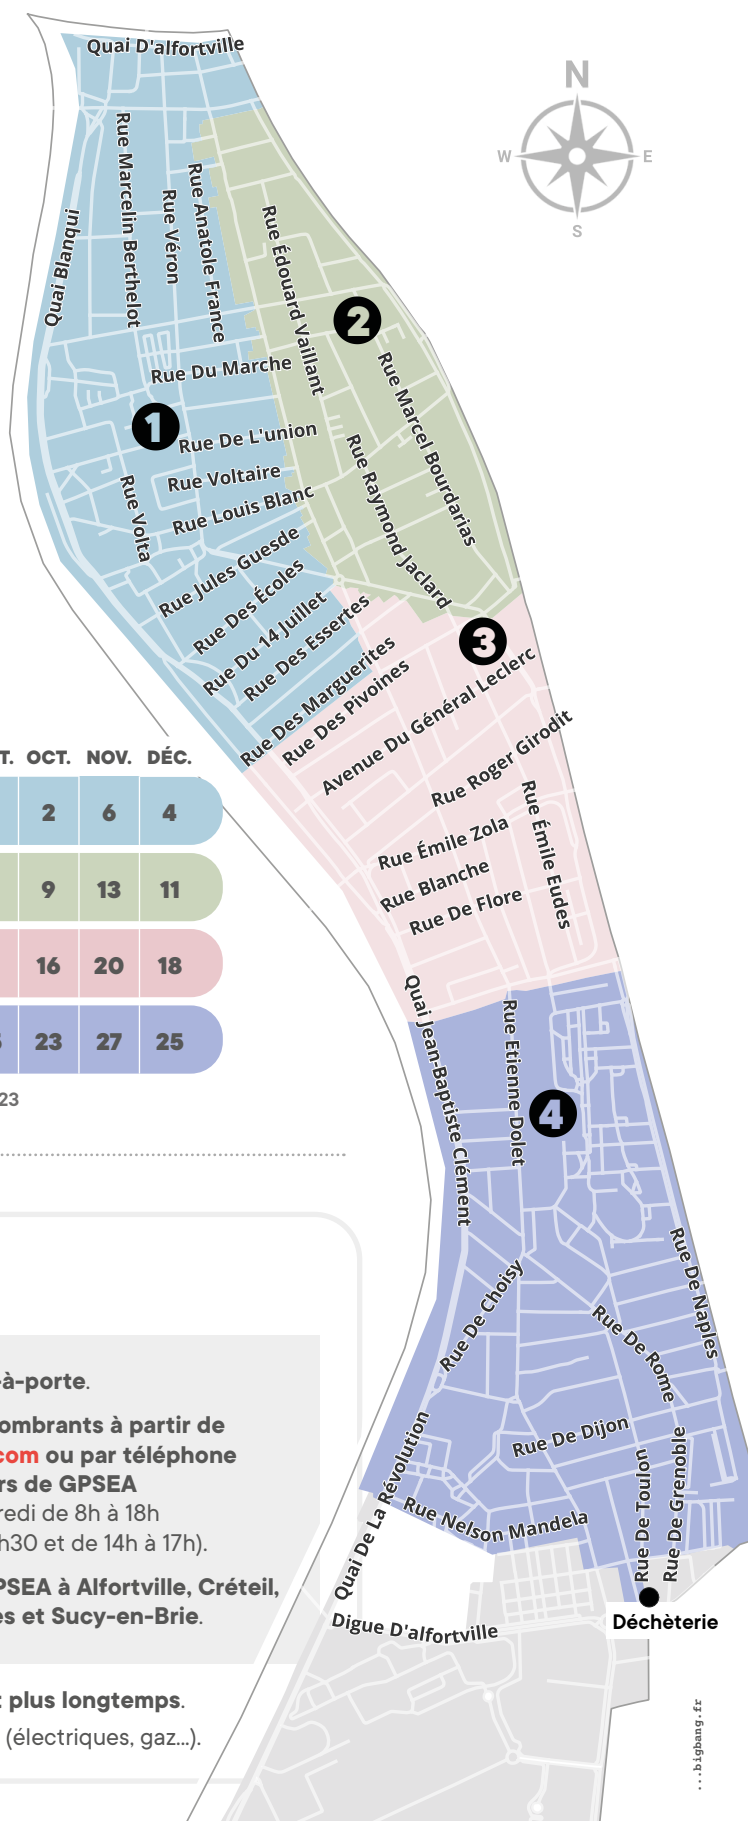 Quai D'alfortville
N
W
E
S
Rue Marcelin Berthelot
Rue Véron
Rue Anatole France
Quai Blanqui
Rue Édouard Vaillant
2
Rue Du Marche
Rue Marcel Bourdarias
1
Rue De L'union
Rue Voltaire
Rue Raymond Jaclard
Rue Volta
Rue Louis Blanc
Rue Jules Guesde
Rue Des Écoles
Rue Du 14 Juillet
Rue Des Essertes
3
Rue Des Marguerites
Rue Des Pivoines
Avenue Du Général Leclerc
Rue Roger Girodit
Rue Émile Zola
Rue Émile Eudes
Rue Blanche
Rue De Flore
T. OCT. NOV. DÉC.
2 6 4
9 13 11
16 20 18
23 27 25
23
Quai Jean-Baptiste Clément
Rue Etienne Dolet
4
Rue De Choisy
Rue De Naples
Rue De Rome
Rue De Dijon
Rue De Toulon
Rue De Grenoble
Quai De La Révolution
Rue Nelson Mandela
Digue D'alfortville
Déchèterie
-à-porte.
ombrants à partir de
com ou par téléphone
rs de GPSEA
redi de 8h à 18h
h30 et de 14h à 17h).
PSEA à Alfortville, Créteil,
es et Sucy-en-Brie.
t plus longtemps.
(électriques, gaz...).
...bigbang.fr